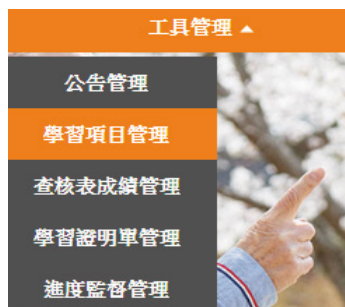 工具管理 ▲
公告管理
學習項目管理
查核表成績管理
學習證明單管理
進度監督管理